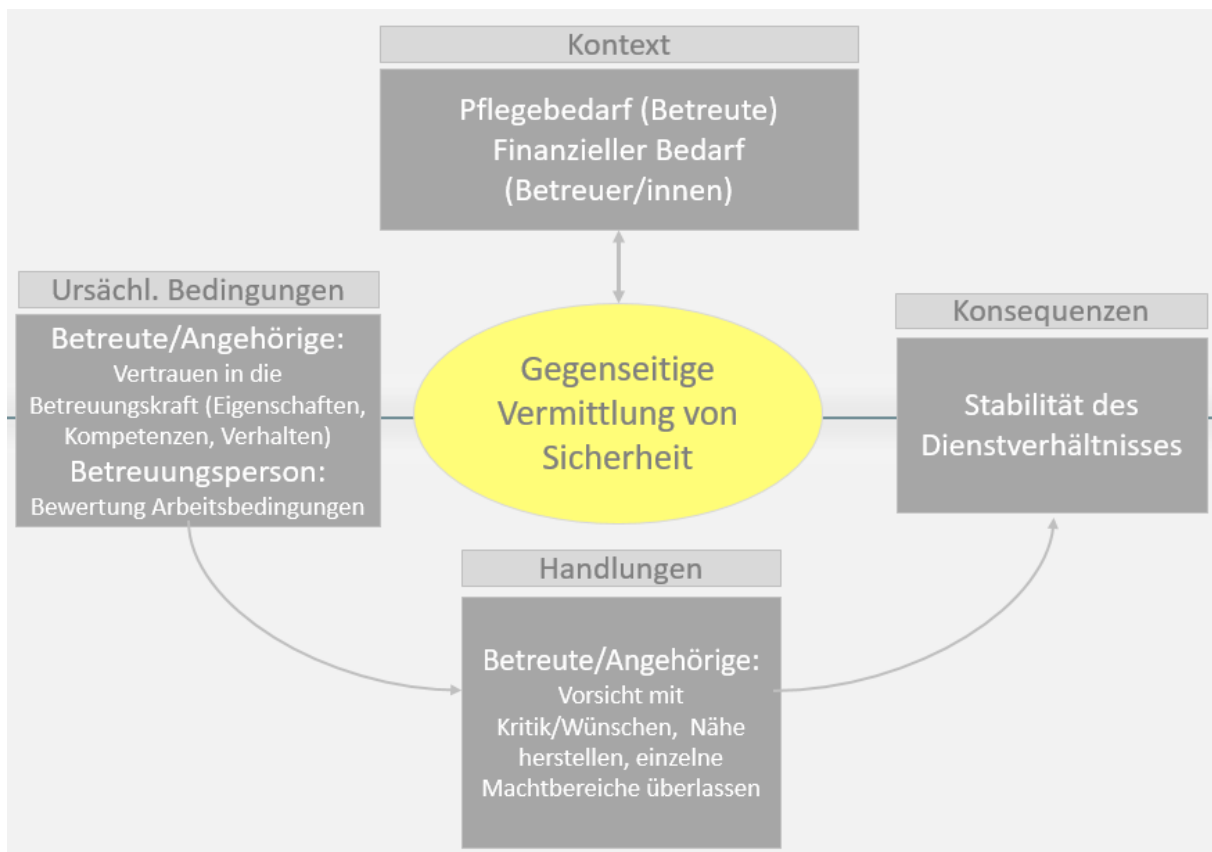 Kontext
Pflegebedarf (Betreute)
Finanzieller Bedarf
(Betreuer/innen)
Ursächl. Bedingungen
Betreute/Angehörige:
Vertrauen in die
Betreuungskraft (Eigenschaften,
Kompetenzen, Verhalten)
Betreuungsperson:
Bewertung Arbeitsbedingungen
Gegenseitige
Vermittlung von
Sicherheit
Konsequenzen
Stabilität des
Dienstverhältnisses
Handlungen
Betreute/Angehörige:
Vorsicht mit
Kritik/Wünschen, Nähe
herstellen, einzelne
Machtbereiche überlassen